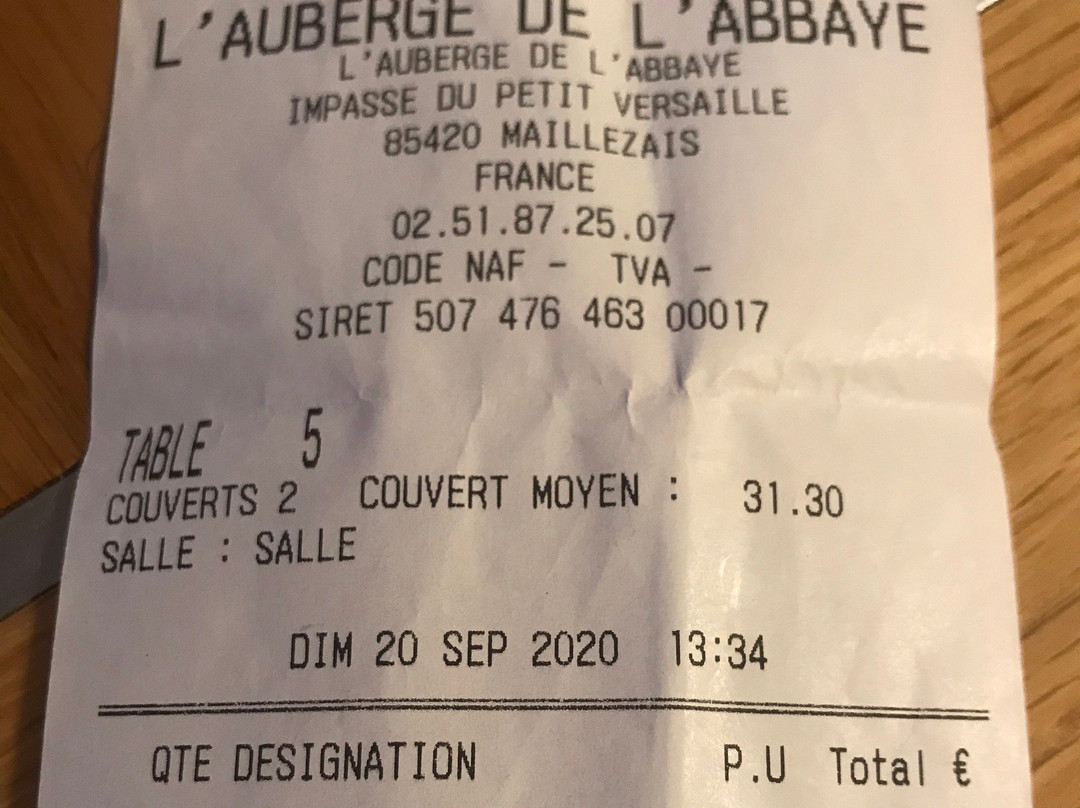 L'AUBERGE DE L'ABBAYE
L'AUBERGE DE L'ABBAYE
IMPASSE DU PETIT VERSAILLE
85420 MAILLEZAIS
FRANCE
02.51.87.25.07
CODE NAF - TVA -
SIRET 507 476 463 00017
TABLE 5
COUVERTS 2 COUVERT MOYEN : 31.30
SALLE : SALLE
DIM 20 SEP 2020 13:34
QTE DESIGNATION P.U Total €